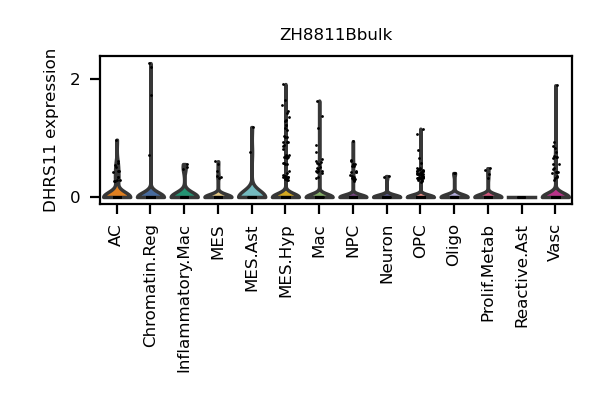 ZH8811Bbulk
DHRS11 expression
2
0
AC
Chromatin.Reg
Inflammatory.Mac
MES
MES.Ast
MES.Hyp
Mac
NPC
Neuron
OPC
Oligo
Prolif.Metab
Reactive.Ast
Vasc